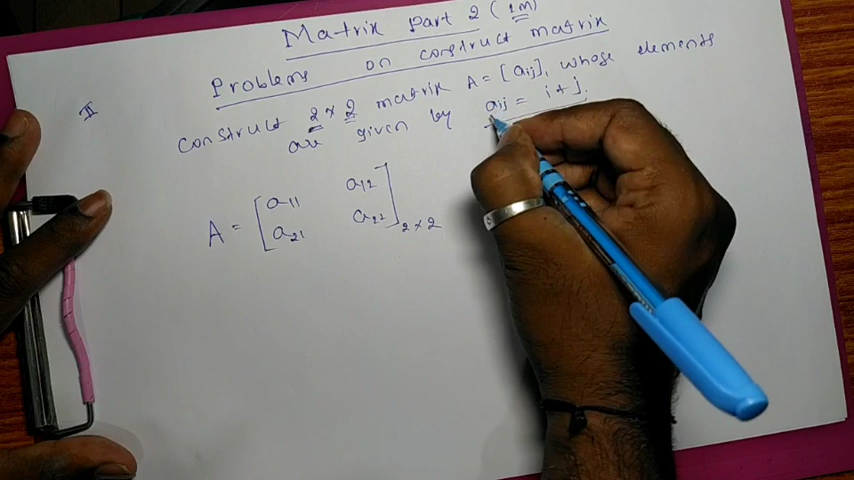 Matrix Part 2 (1M)
Problems on construct matrix
II
Construct 2 × 2 matrix A = [aij], whose elements
are given by aij = i + j.
A = [a11 a12
a21 a22]2×2